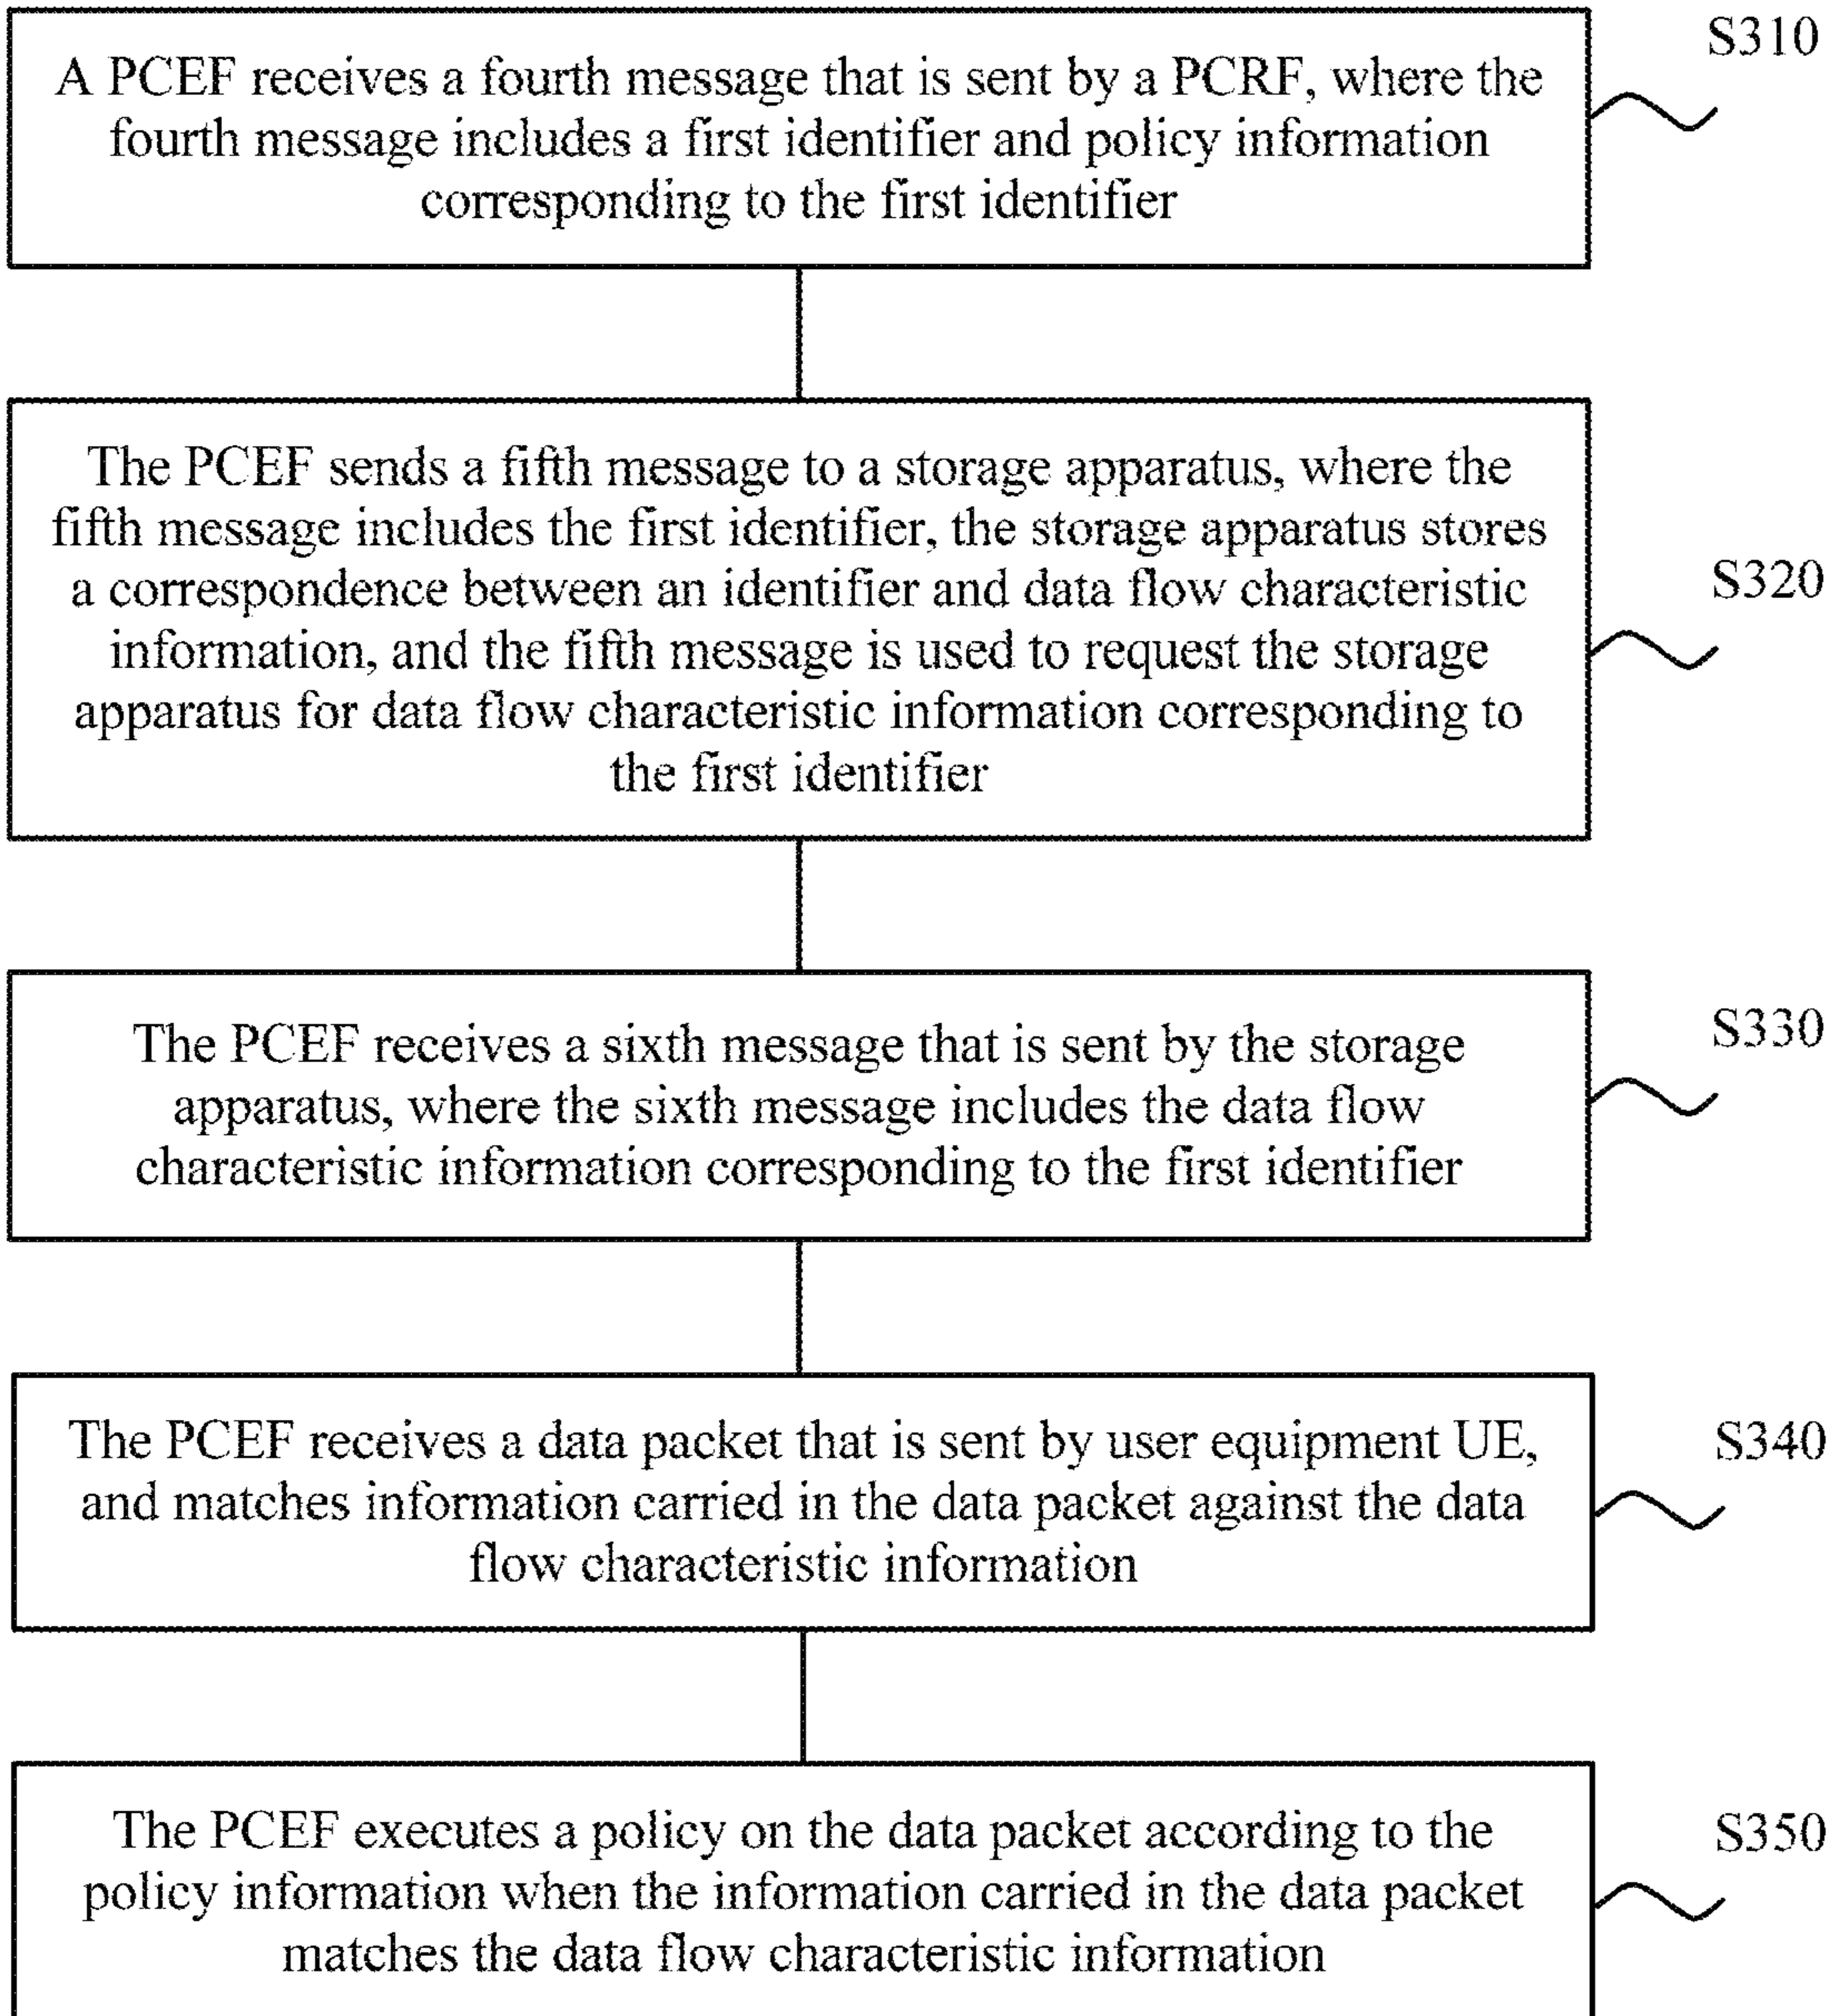 S310
A PCEF receives a fourth message that is sent by a PCRF, where the
fourth message includes a first identifier and policy information
corresponding to the first identifier
The PCEF sends a fifth message to a storage apparatus, where the
fifth message includes the first identifier, the storage apparatus stores
a correspondence between an identifier and data flow characteristic
information, and the fifth message is used to request the storage
apparatus for data flow characteristic information corresponding to
the first identifier
S320
The PCEF receives a sixth message that is sent by the storage
apparatus, where the sixth message includes the data flow
characteristic information corresponding to the first identifier
S330
The PCEF receives a data packet that is sent by user equipment UE,
and matches information carried in the data packet against the data
flow characteristic information
S340
The PCEF executes a policy on the data packet according to the
policy information when the information carried in the data packet
matches the data flow characteristic information
S350